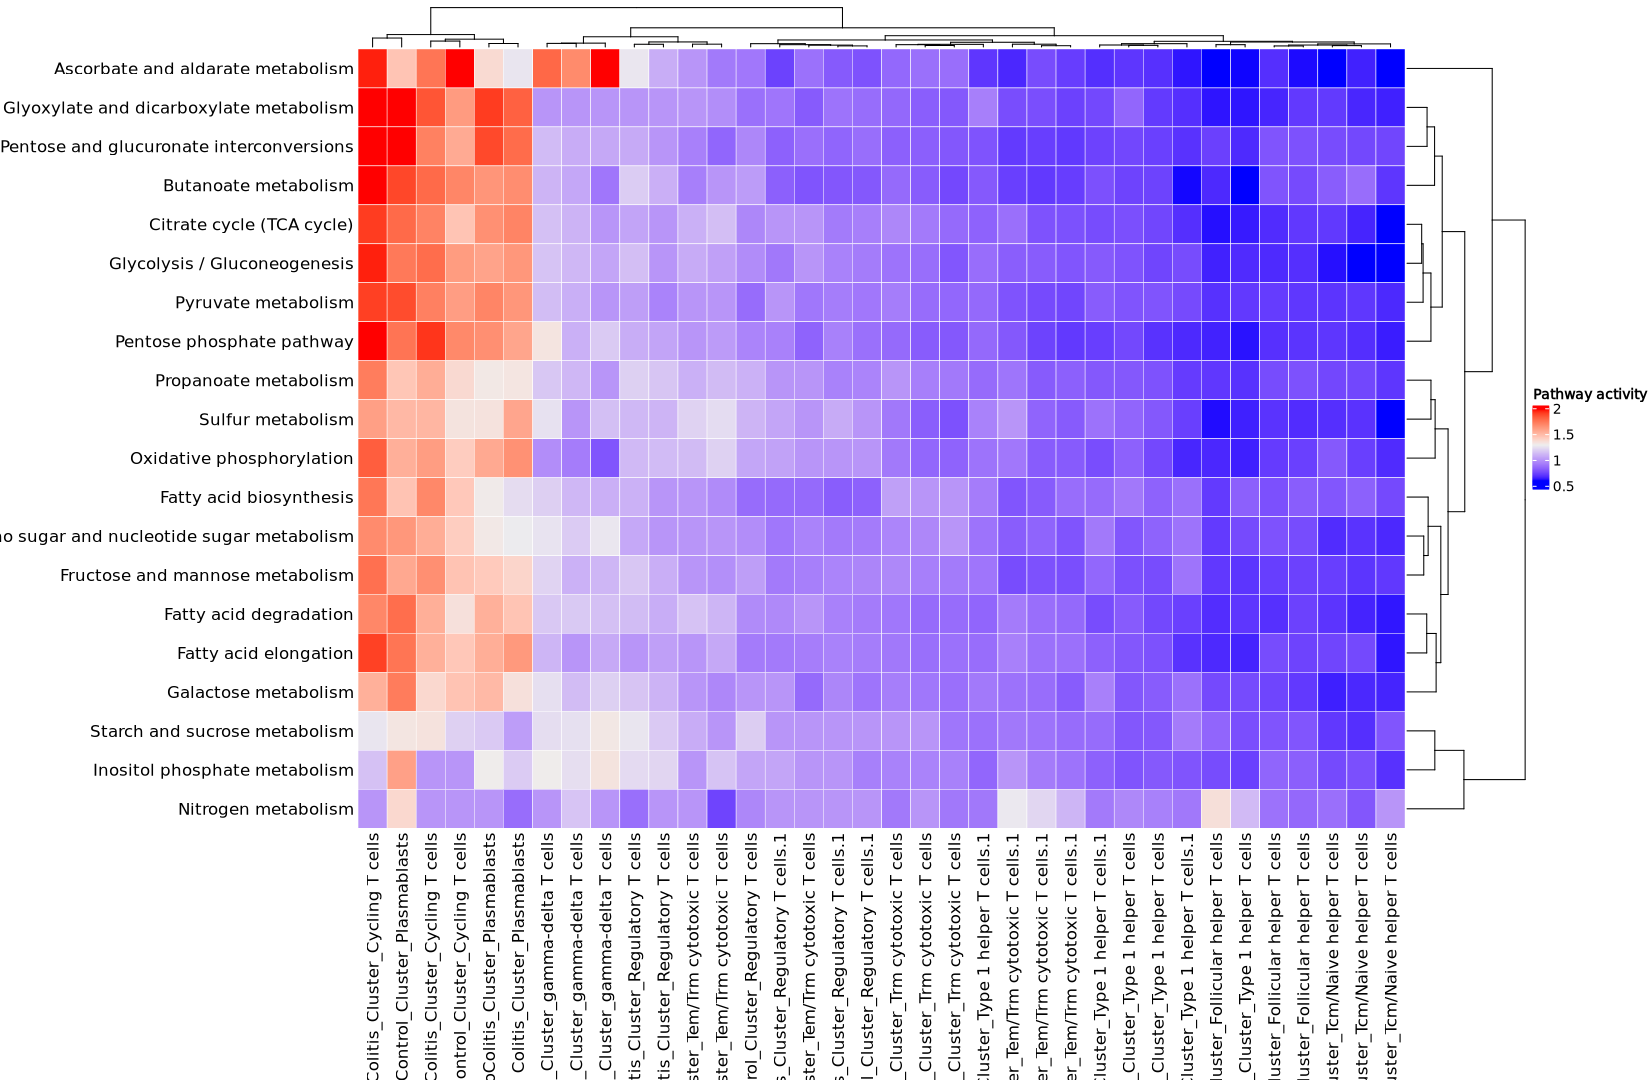 Ascorbate and aldarate metabolism
Glyoxylate and dicarboxylate metabolism
Pentose and glucuronate interconversions
Butanoate metabolism
Citrate cycle (TCA cycle)
Glycolysis / Gluconeogenesis
Pyruvate metabolism
Pentose phosphate pathway
Propanoate metabolism
Sulfur metabolism
Oxidative phosphorylation
Fatty acid biosynthesis
o sugar and nucleotide sugar metabolism
Fructose and mannose metabolism
Fatty acid degradation
Fatty acid elongation
Galactose metabolism
Starch and sucrose metabolism
Inositol phosphate metabolism
Nitrogen metabolism
Pathway activity
2
1.5
1
0.5
Colitis_Cluster_Cycling T cells
Control_Cluster_Plasmablasts
Colitis_Cluster_Cycling T cells
ontrol_Cluster_Cycling T cells
oColitis_Cluster_Plasmablasts
Colitis_Cluster_Plasmablasts
_Cluster_gamma-delta T cells
_Cluster_gamma-delta T cells
_Cluster_gamma-delta T cells
tis_Cluster_Regulatory T cells
tis_Cluster_Regulatory T cells
ster_Tem/Trm cytotoxic T cells
ster_Tem/Trm cytotoxic T cells
rol_Cluster_Regulatory T cells
s_Cluster_Regulatory T cells.1
ster_Tem/Trm cytotoxic T cells
s_Cluster_Regulatory T cells.1
l_Cluster_Regulatory T cells.1
_Cluster_Trm cytotoxic T cells
_Cluster_Trm cytotoxic T cells
_Cluster_Trm cytotoxic T cells
Cluster_Type 1 helper T cells.1
er_Tem/Trm cytotoxic T cells.1
er_Tem/Trm cytotoxic T cells.1
er_Tem/Trm cytotoxic T cells.1
Cluster_Type 1 helper T cells.1
_Cluster_Type 1 helper T cells
_Cluster_Type 1 helper T cells
Cluster_Type 1 helper T cells.1
luster_Follicular helper T cells
_Cluster_Type 1 helper T cells
luster_Follicular helper T cells
luster_Follicular helper T cells
uster_Tcm/Naive helper T cells
uster_Tcm/Naive helper T cells
uster_Tcm/Naive helper T cells